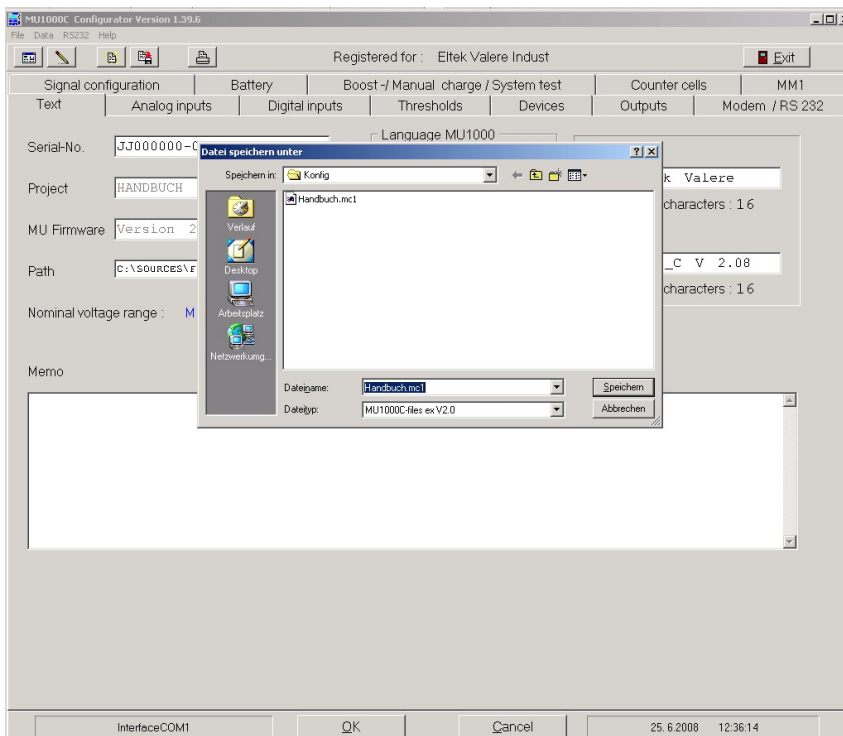 MU1000C Configurator Version 1.39.6
File Data RS232 Help
Registered for : Eltek Valere Indust
Exit
Signal configuration Battery Boost -/ Manual charge / System test Counter cells MM1
Text Analog inputs Digital inputs Thresholds Devices Outputs Modem / RS 232
Language MU1000
Serial-No. JJ000000-
Datei speichern unter
Speichern in: Konfig
Handbuch.mc1
Verlauf
Desktop
Arbeitsplatz
Netzwerkumg...
Dateiname: Handbuch.mc1 Speichern
Dateityp: MU1000C-files ex V2.0 Abbrechen
Project HANDBUCH
k Valere
characters : 16
MU Firmware Version 2
Path C:\SOURCES\
_C V 2.08
characters : 16
Nominal voltage range : M
Memo
InterfaceCOM1 OK Cancel 25. 6.2008 12:36:14